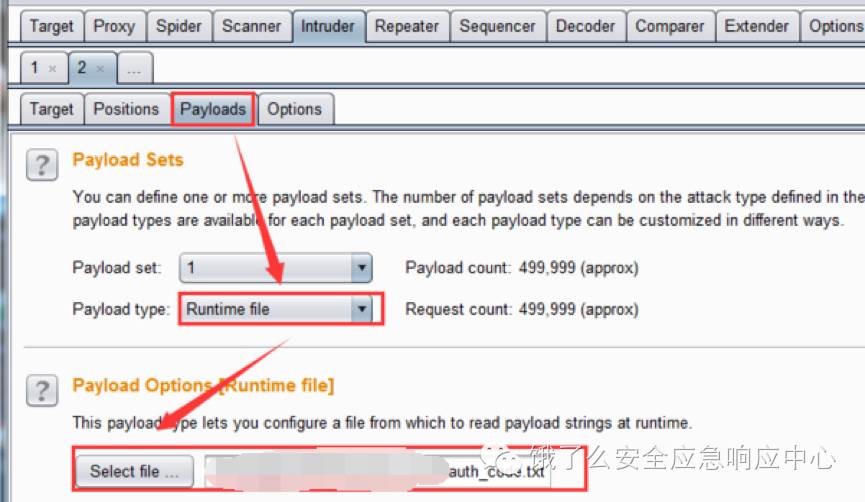 Target Proxy Spider Scanner Intruder Repeater Sequencer Decoder Comparer Extender Options
1 × 2 × ...
Target Positions Payloads Options
? Payload Sets
You can define one or more payload sets. The number of payload sets depends on the attack type defined in the
payload types are available for each payload set, and each payload type can be customized in different ways.
Payload set: 1 Payload count: 499,999 (approx)
Payload type: Runtime file Request count: 499,999 (approx)
? Payload Options [Runtime file]
This payload type lets you configure a file from which to read payload strings at runtime.
Select file ... auth_code.txt
饿了么安全应急响应中心